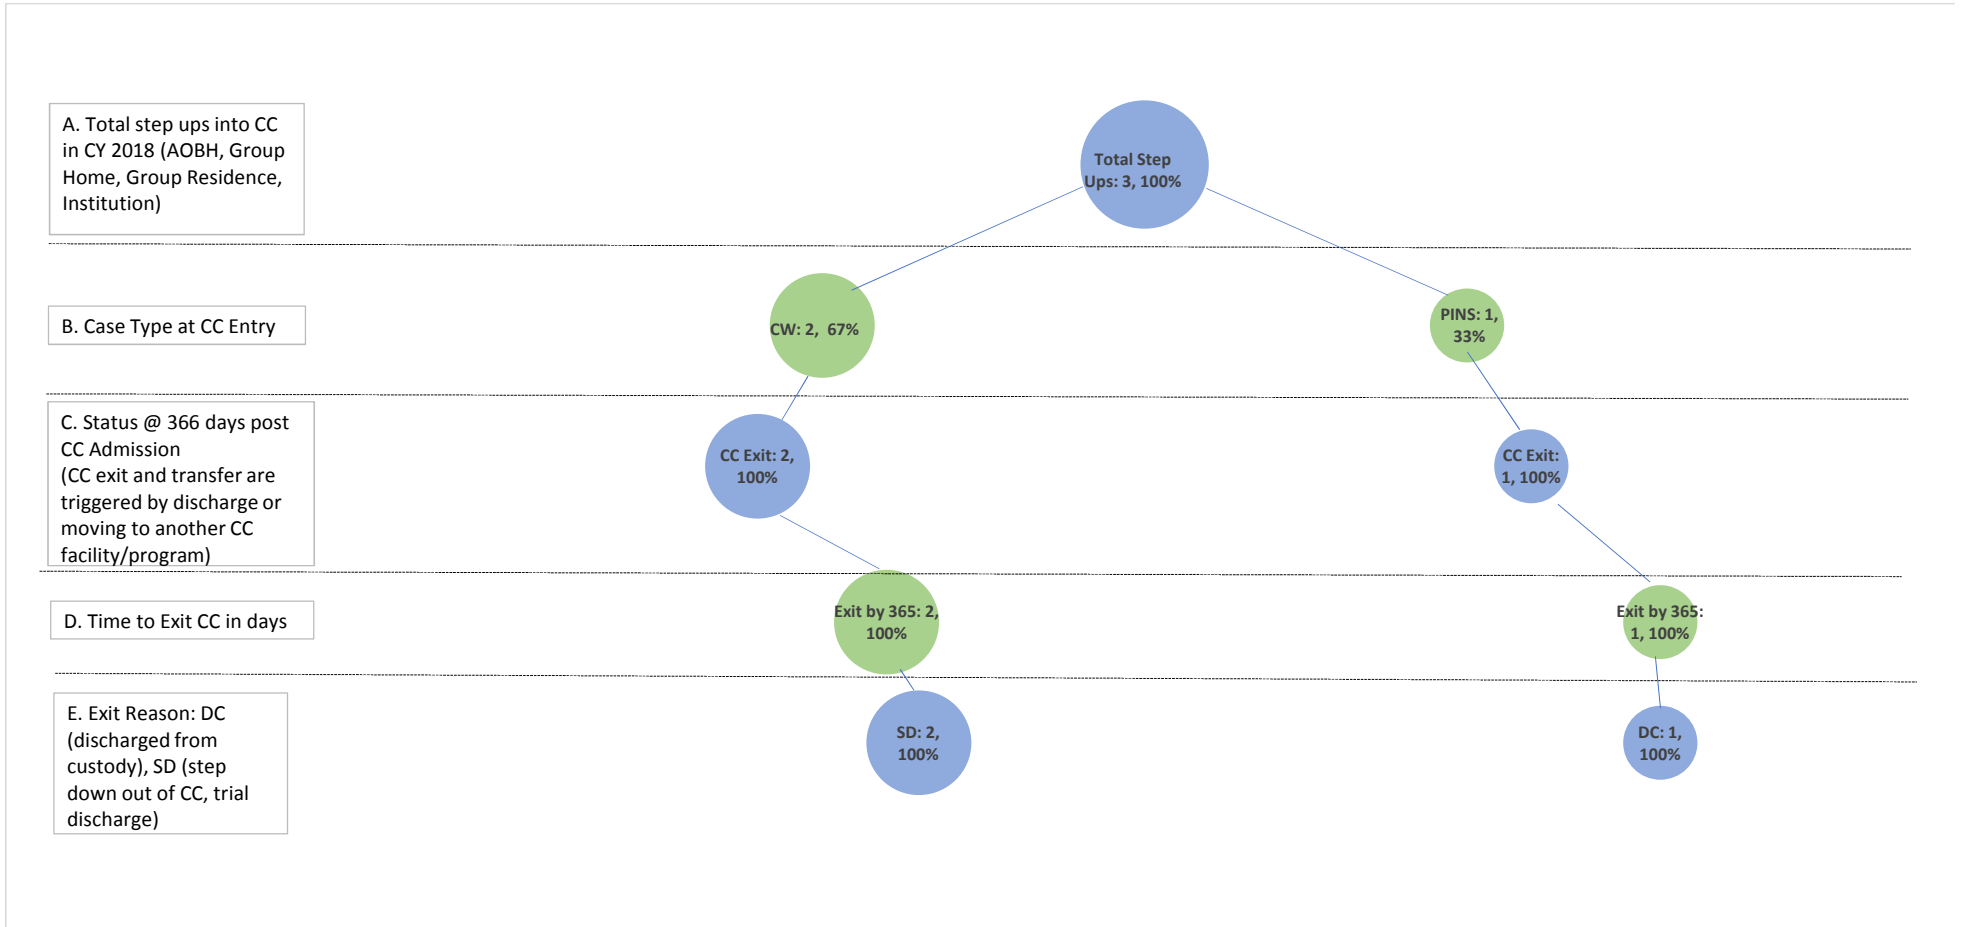 A. Total step ups into CC
in CY 2018 (AOBH, Group
Home, Group Residence,
Institution)
Total Step
Ups: 3, 100%
B. Case Type at CC Entry
CW: 2,  67%
PINS: 1,
33%
C. Status @ 366 days post
CC Admission
(CC exit and transfer are
triggered by discharge or
moving to another CC
facility/program)
CC Exit: 2,
100%
CC Exit:
1, 100%
D. Time to Exit CC in days
Exit by 365: 2,
100%
Exit by 365:
1, 100%
E. Exit Reason: DC
(discharged from
custody), SD (step
down out of CC, trial
discharge)
SD: 2,
100%
DC: 1,
100%